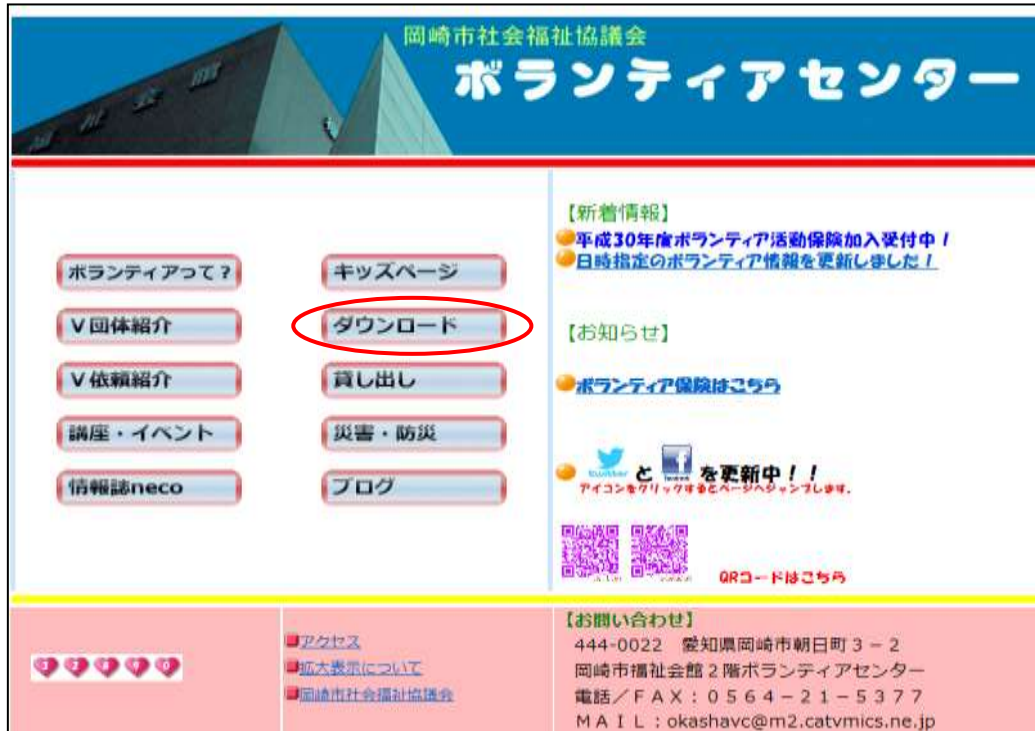 岡崎市社会福祉協議会
ボランティアセンター
ボランティアって？
V団体紹介
V依頼紹介
講座・イベント
情報誌neco
キッズページ
ダウンロード
貸し出し
災害・防災
ブログ
【新着情報】
平成30年度ボランティア活動保険加入受付中！
日時指定のボランティア情報を更新しました！
【お知らせ】
ボランティア保険はこちら
と を更新中！！
アイコンをクリックするとページへジャンプします。
QRコードはこちら
アクセス
拡大表示について
岡崎市社会福祉協議会
【お問い合わせ】
444-0022　愛知県岡崎市朝日町３－２
岡崎市福祉会館２階ボランティアセンター
電話／ＦＡＸ：０５６４－２１－５３７７
ＭＡＩＬ：okashavc@m2.catvmics.ne.jp